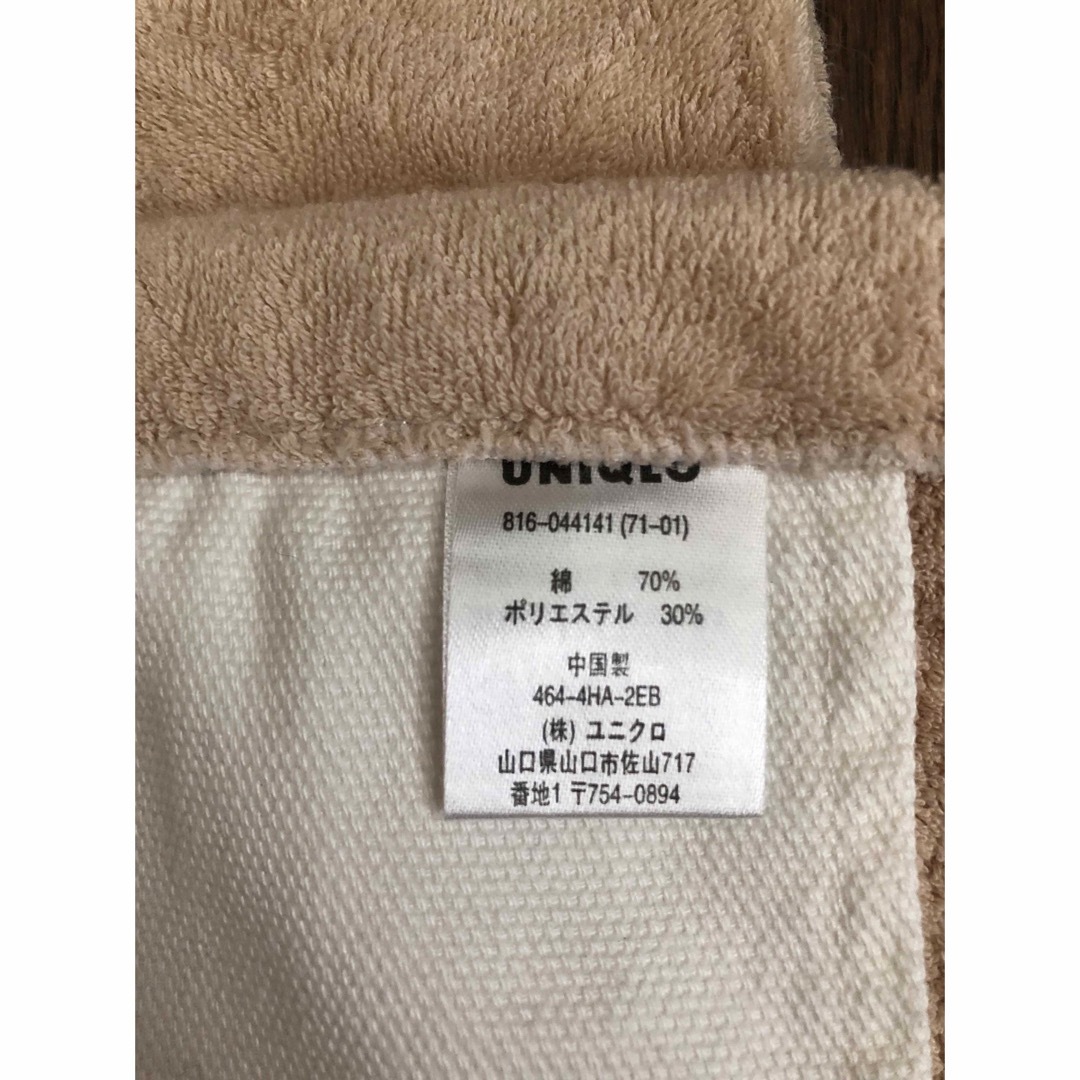 UNIQLO
816-044141 (71-01)
綿 70%
ポリエステル 30%
中国製
464-4HA-2EB
(株) ユニクロ
山口県山口市佐山717
番地1 〒754-0894